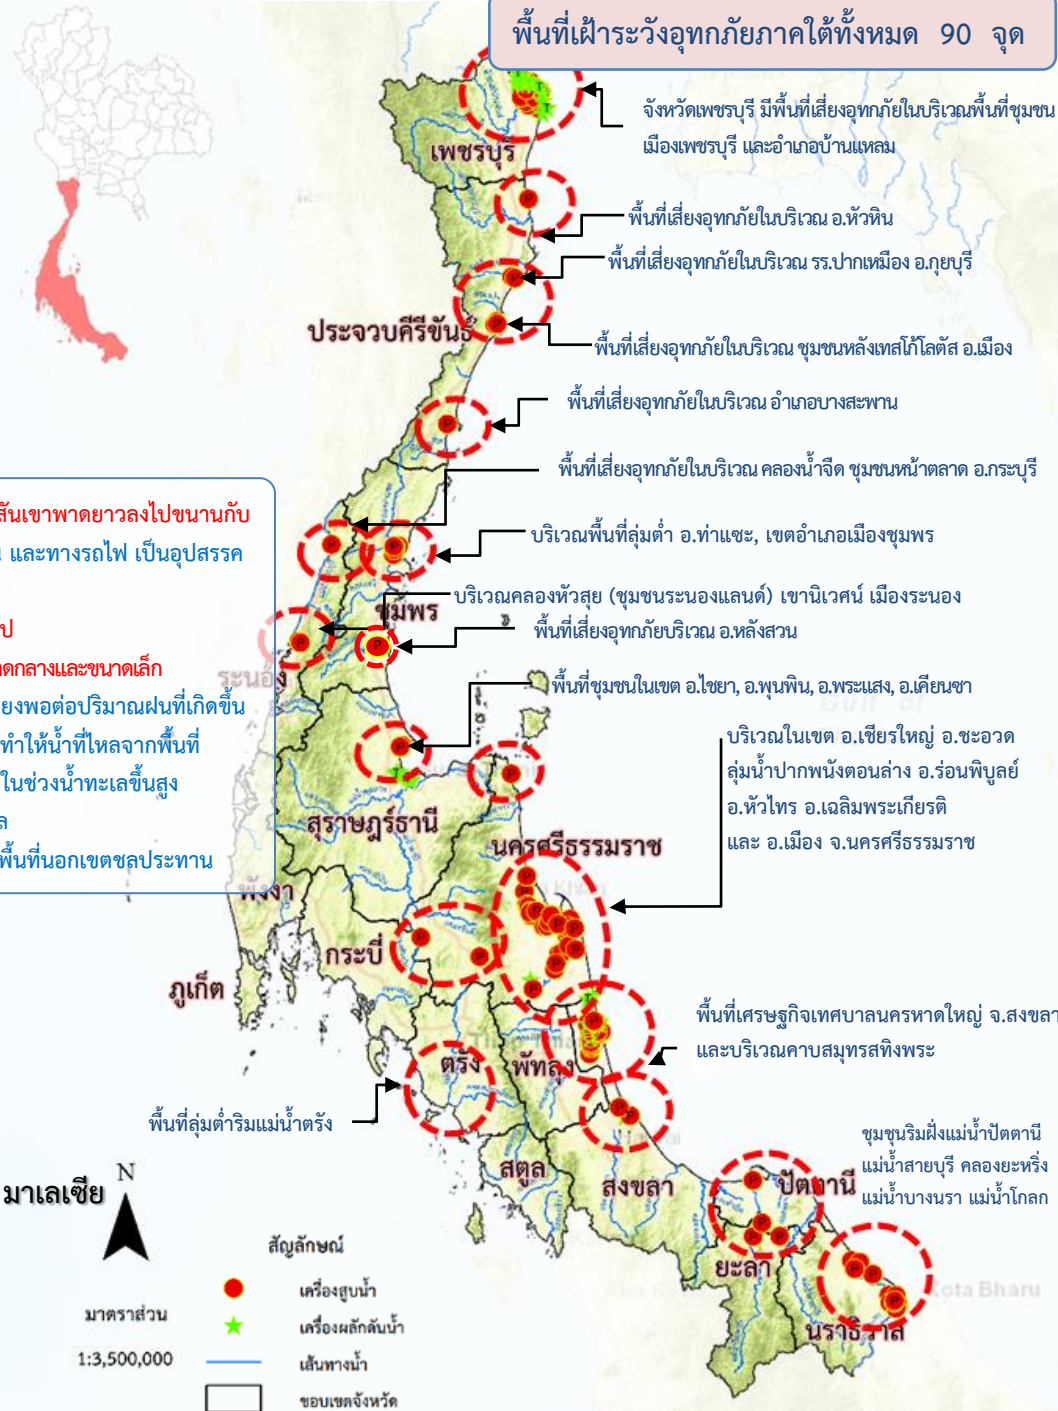 พื้นที่เฝ้าระวังอุทกภัยภาคใต้ทั้งหมด 90 จุด
จังหวัดเพชรบุรี มีพื้นที่เสี่ยงอุทกภัยในบริเวณพื้นที่ชุมชน
เมืองเพชรบุรี และอำเภอบ้านแหลม
เพชรบุรี
พื้นที่เสี่ยงอุทกภัยในบริเวณ อ.หัวหิน
พื้นที่เสี่ยงอุทกภัยในบริเวณ รร.ปากเหมือง อ.กุยบุรี
ประจวบคีรีขันธ์
พื้นที่เสี่ยงอุทกภัยในบริเวณ ชุมชนหลังเทสโก้โลตัส อ.เมือง
พื้นที่เสี่ยงอุทกภัยในบริเวณ อำเภอบางสะพาน
พื้นที่เสี่ยงอุทกภัยในบริเวณ คลองน้ำจืด ชุมชนหน้าตลาด อ.กระบุรี
สันเขาพาดยาวลงไปขนานกับ
และทางรถไฟ เป็นอุปสรรค
ป
ดกลางและขนาดเล็ก
ยงพอต่อปริมาณฝนที่เกิดขึ้น
ทำให้น้ำที่ไหลจากพื้นที่
ในช่วงน้ำทะเลขึ้นสูง
ล
พื้นที่นอกเขตชลประทาน
บริเวณพื้นที่ลุ่มต่ำ อ.ท่าแซะ, เขตอำเภอเมืองชุมพร
บริเวณคลองหัวสุย (ชุมชนระนองแลนด์) เขานิเวศน์ เมืองระนอง
ชุมพร
พื้นที่เสี่ยงอุทกภัยบริเวณ อ.หลังสวน
ระนอง
พื้นที่ชุมชนในเขต อ.ไชยา, อ.พุนพิน, อ.พระแสง, อ.เคียนซา
Gulf of
บริเวณในเขต อ.เชียรใหญ่ อ.ชะอวด
ลุ่มน้ำปากพนังตอนล่าง อ.ร่อนพิบูลย์
อ.หัวไทร อ.เฉลิมพระเกียรติ
และ อ.เมือง จ.นครศรีธรรมราช
สุราษฎร์ธานี
นครศรีธรรมราช
พังงา
กระบี่
ภูเก็ต
พื้นที่เศรษฐกิจเทศบาลนครหาดใหญ่ จ.สงขลา
และบริเวณคาบสมุทรสทิงพระ
ตรัง
พัทลุง
พื้นที่ลุ่มต่ำริมแม่น้ำตรัง
ชุมชุนริมฝั่งแม่น้ำปัตตานี
แม่น้ำสายบุรี คลองยะหริ่ง
แม่น้ำบางนรา แม่น้ำโกลก
สตูล
สงขลา
ปัตตานี
ยะลา
นราธิวาส
Kota Bharu
มาเลเซีย
N
มาตราส่วน
1:3,500,000
สัญลักษณ์
เครื่องสูบน้ำ
เครื่องผลักดันน้ำ
เส้นทางน้ำ
ขอบเขตจังหวัด